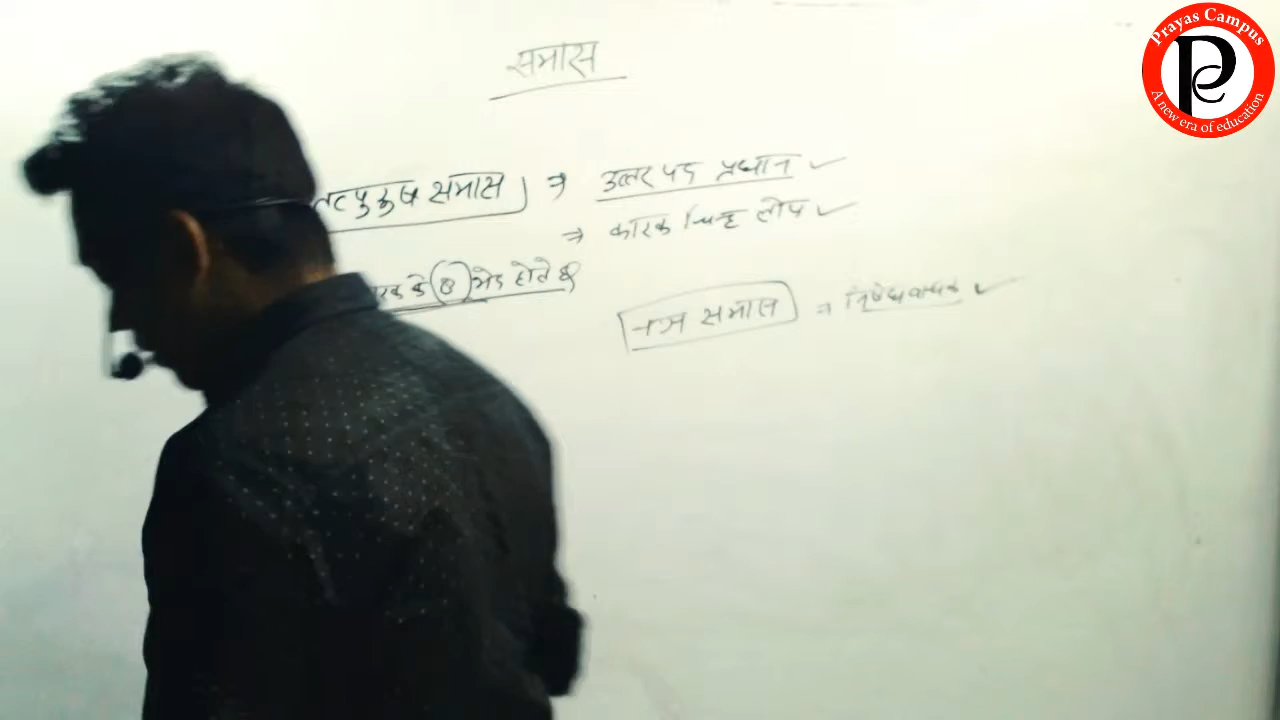 समास
तत्पुरुष समास ⇒ उत्तर पद प्रधान ✓
⇒ कारक चिन्ह लोप ✓
के 8 भेद होते हैं
नञ समास ⇒ निषेधवाचक ✓
Prayas Campus
PC
A new era of education